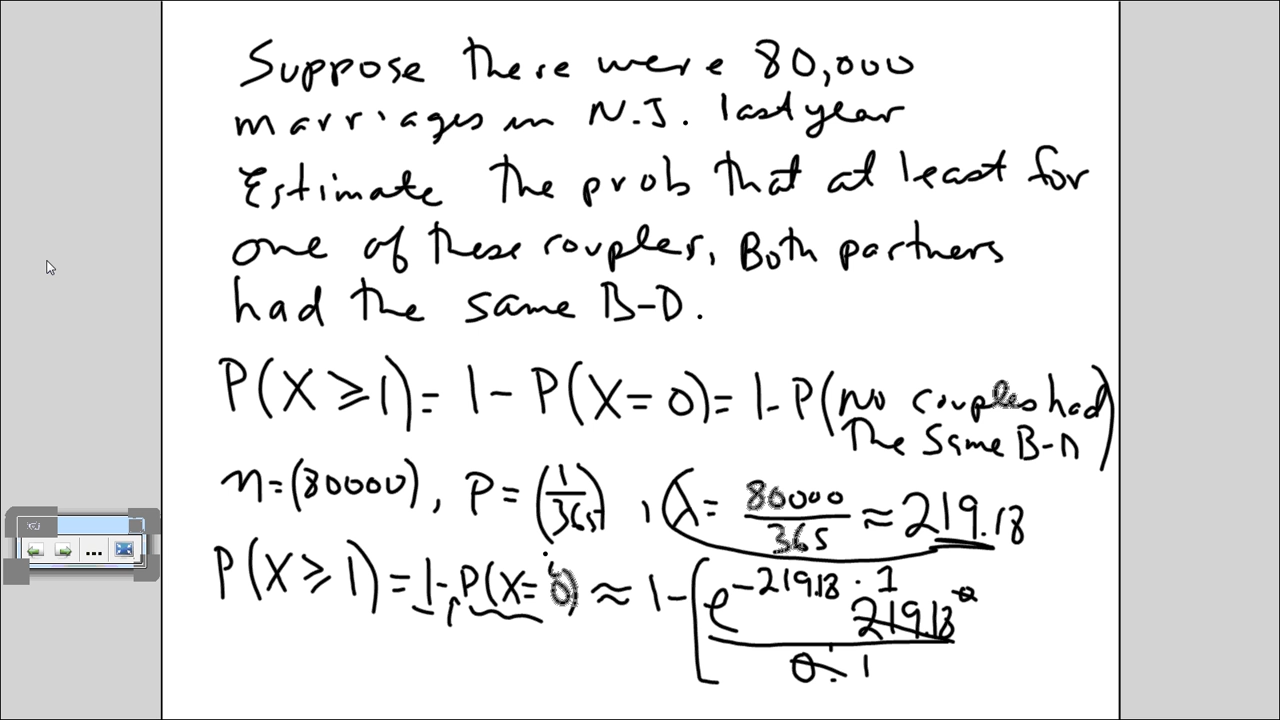 Suppose there were 80,000
marriages in N.J. last year
Estimate the prob that at least for
one of these couples, Both partners
had the same B-D.
P(X ≥ 1) = 1 - P(X = 0) = 1 - P(no couples had
the same B-D)
n = (80000), P = (1/365), (λ = 80000/365 ≈ 219.18
P(X ≥ 1) = 1 - P(X = 0) ≈ 1 - [e^-219.18 · 1 219.18^0 / 0! 1